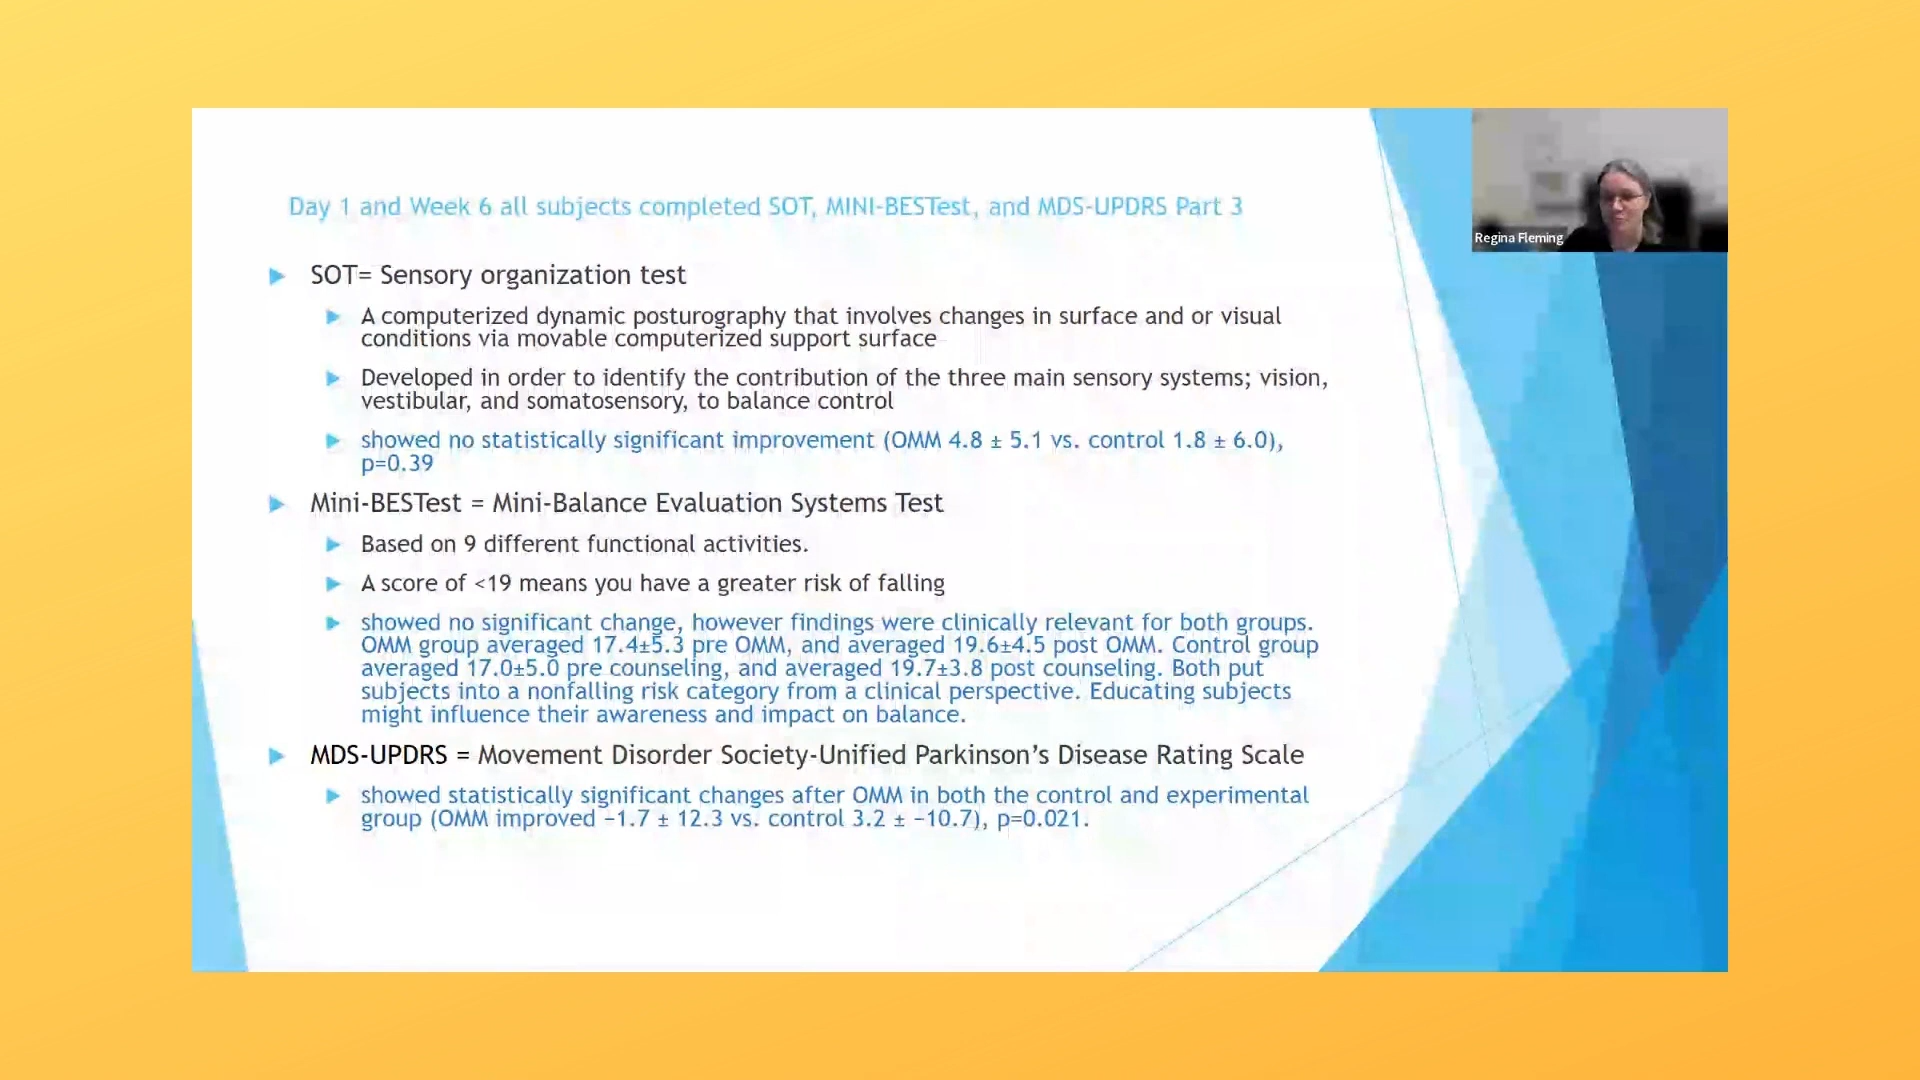 Day 1 and Week 6 all subjects completed SOT, MINI-BESTest, and MDS-UPDRS Part 3
Regina Fleming
SOT= Sensory organization test
A computerized dynamic posturography that involves changes in surface and or visual
conditions via movable computerized support surface
Developed in order to identify the contribution of the three main sensory systems; vision,
vestibular, and somatosensory, to balance control
showed no statistically significant improvement (OMM 4.8 ± 5.1 vs. control 1.8 ± 6.0),
p=0.39
Mini-BESTest = Mini-Balance Evaluation Systems Test
Based on 9 different functional activities.
A score of <19 means you have a greater risk of falling
showed no significant change, however findings were clinically relevant for both groups.
OMM group averaged 17.4±5.3 pre OMM, and averaged 19.6±4.5 post OMM. Control group
averaged 17.0±5.0 pre counseling, and averaged 19.7±3.8 post counseling. Both put
subjects into a nonfalling risk category from a clinical perspective. Educating subjects
might influence their awareness and impact on balance.
MDS-UPDRS = Movement Disorder Society-Unified Parkinson’s Disease Rating Scale
showed statistically significant changes after OMM in both the control and experimental
group (OMM improved −1.7 ± 12.3 vs. control 3.2 ± −10.7), p=0.021.